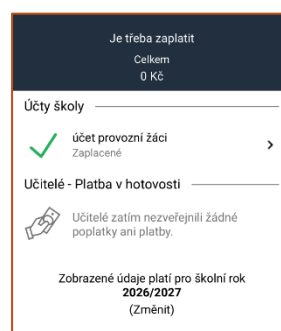 Je třeba zaplatit
Celkem
0 Kč
Účty školy
účet provozní žáci
Zaplacené
Učitelé - Platba v hotovosti
Učitelé zatím nezveřejnili žádné
poplatky ani platby.
Zobrazené údaje platí pro školní rok
2026/2027
(Změnit)